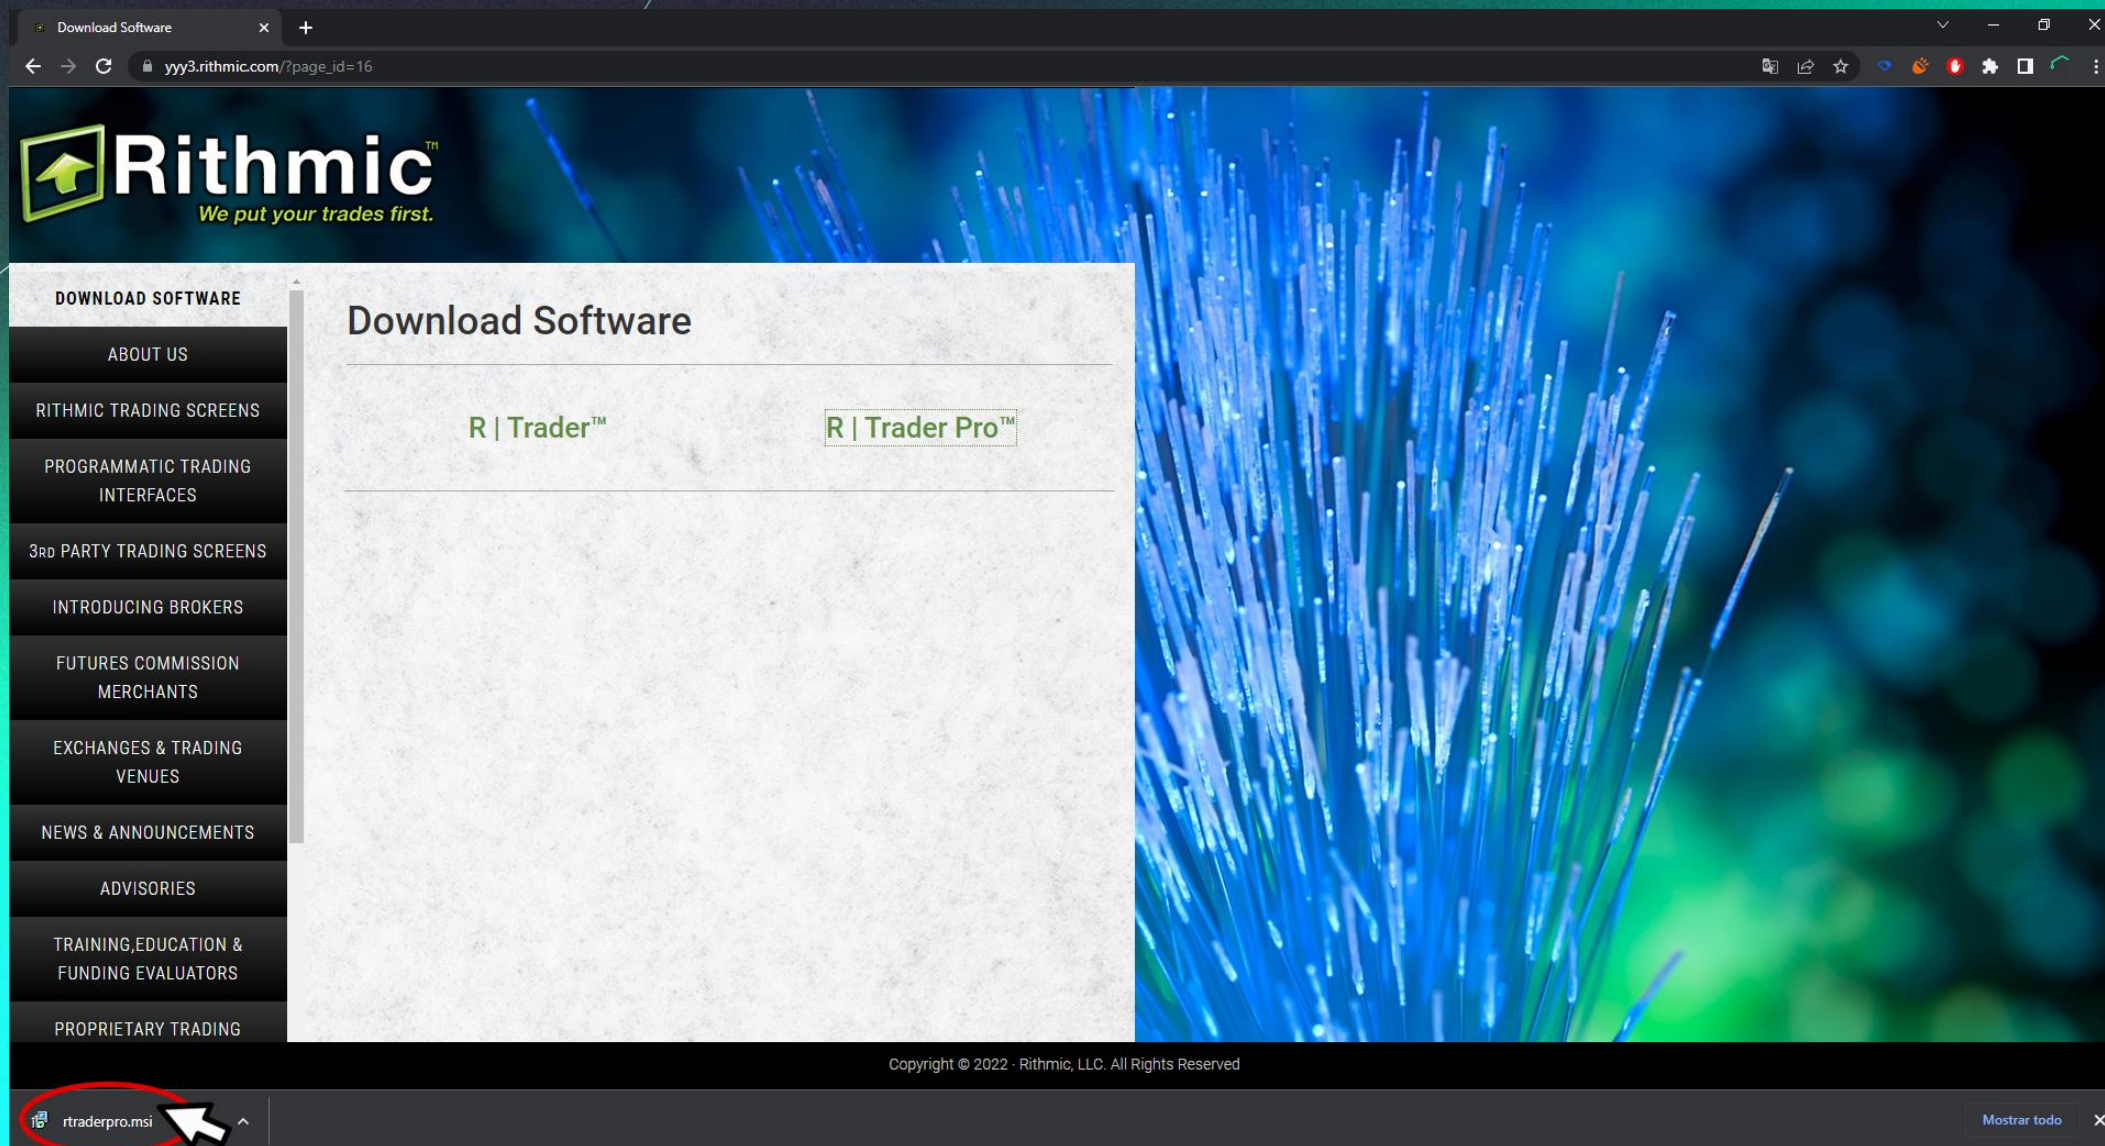 Download Software
yyy3.rithmic.com/?page_id=16
Rithmic™
We put your trades first.
DOWNLOAD SOFTWARE
ABOUT US
RITHMIC TRADING SCREENS
PROGRAMMATIC TRADING
INTERFACES
3RD PARTY TRADING SCREENS
INTRODUCING BROKERS
FUTURES COMMISSION
MERCHANTS
EXCHANGES & TRADING
VENUES
NEWS & ANNOUNCEMENTS
ADVISORIES
TRAINING,EDUCATION &
FUNDING EVALUATORS
PROPRIETARY TRADING
Download Software
R | Trader™
R | Trader Pro™
Copyright © 2022 · Rithmic, LLC. All Rights Reserved
rtraderpro.msi
Mostrar todo